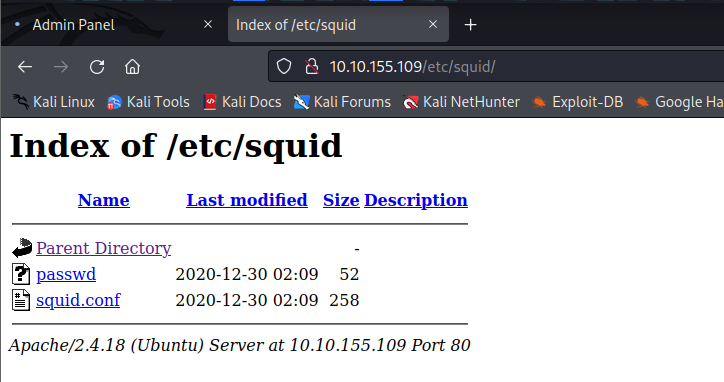 Admin Panel
Index of /etc/squid
10.10.155.109/etc/squid/
Kali Linux Kali Tools Kali Docs Kali Forums Kali NetHunter Exploit-DB Google Ha
Index of /etc/squid
Name Last modified Size Description
Parent Directory -
passwd 2020-12-30 02:09 52
squid.conf 2020-12-30 02:09 258
Apache/2.4.18 (Ubuntu) Server at 10.10.155.109 Port 80